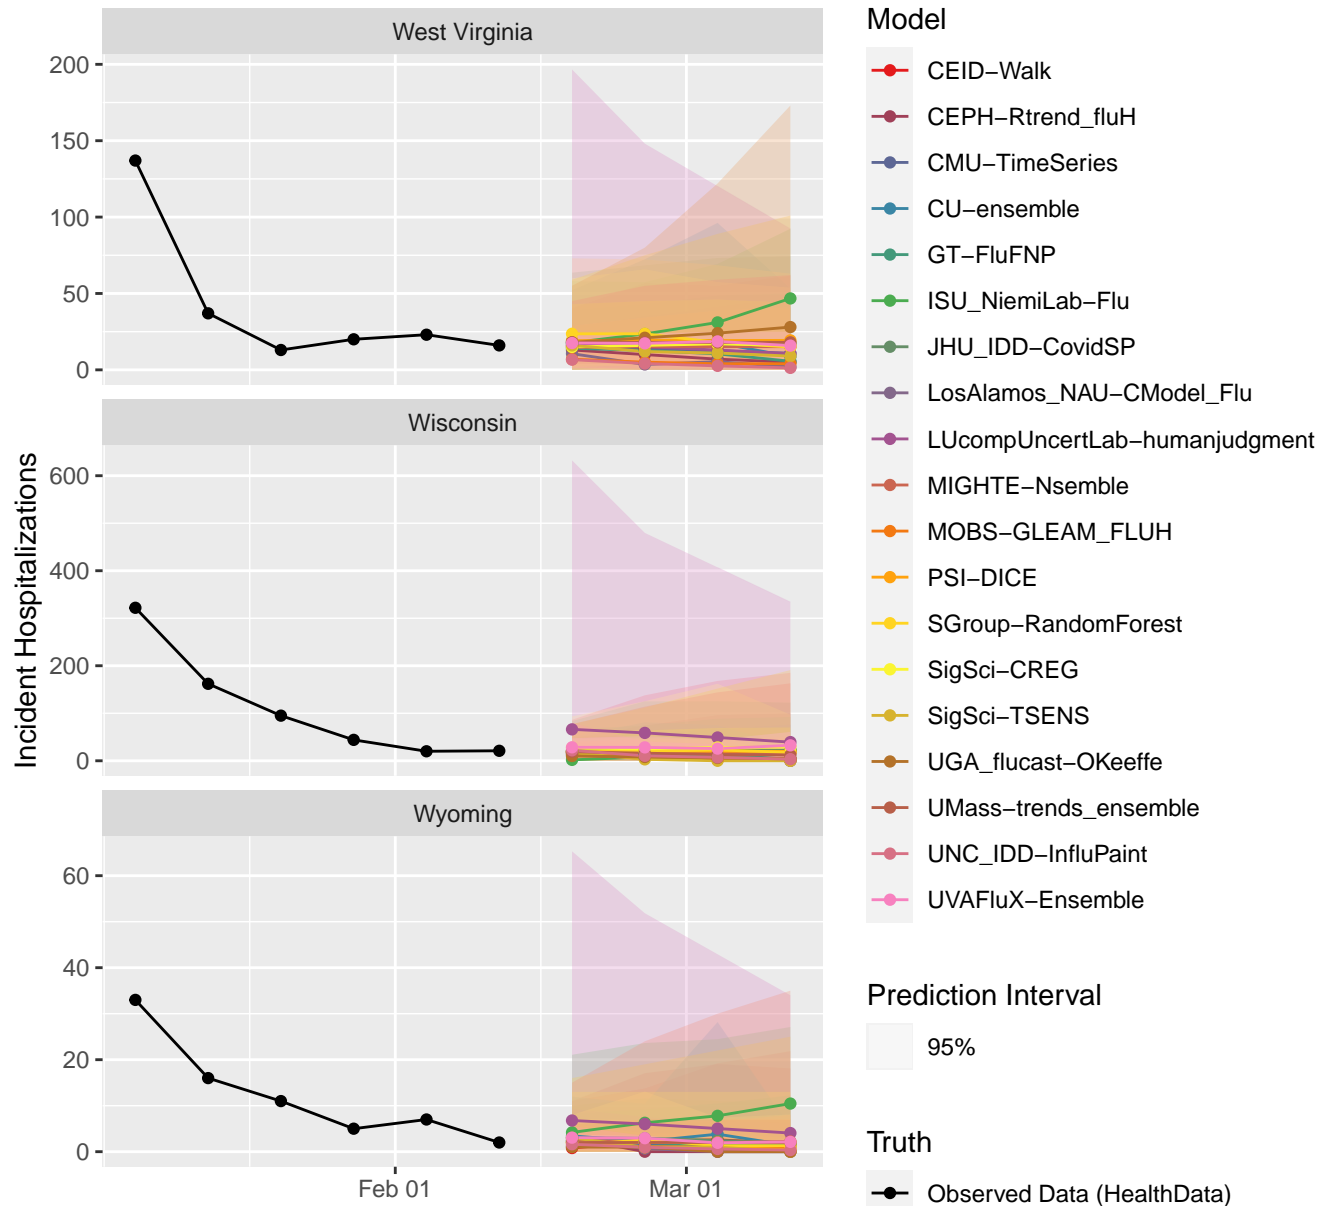 West Virginia
200
150
100
50
0
Wisconsin
600
400
200
0
Wyoming
60
40
20
0
Feb 01
Mar 01
Incident Hospitalizations
Model
CEID−Walk
CEPH−Rtrend_fluH
CMU−TimeSeries
CU−ensemble
GT−FluFNP
ISU_NiemiLab−Flu
JHU_IDD−CovidSP
LosAlamos_NAU−CModel_Flu
LUcompUncertLab−humanjudgment
MIGHTE−Nsemble
MOBS−GLEAM_FLUH
PSI−DICE
SGroup−RandomForest
SigSci−CREG
SigSci−TSENS
UGA_flucast−OKeeffe
UMass−trends_ensemble
UNC_IDD−InfluPaint
UVAFluX−Ensemble
Prediction Interval
95%
Truth
Observed Data (HealthData)